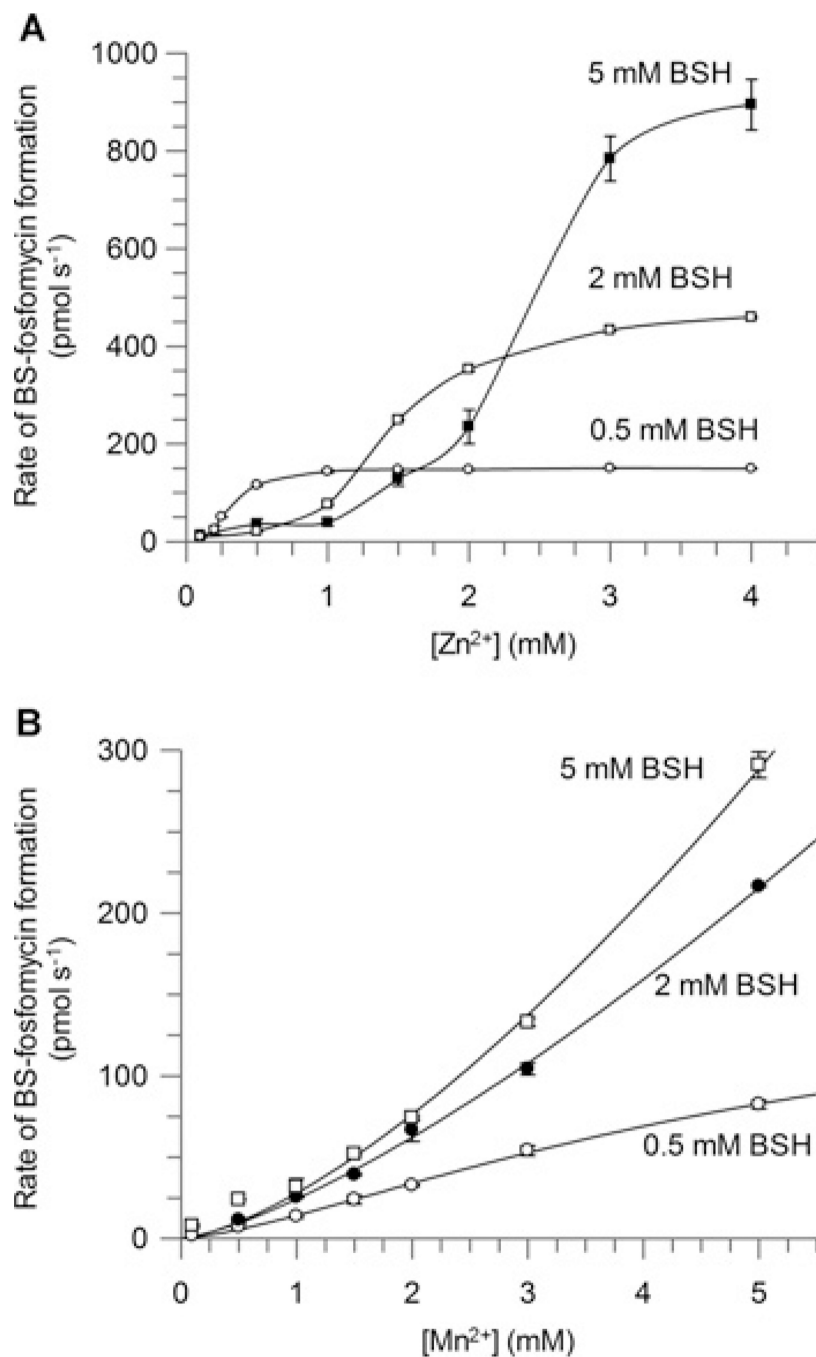 A
Rate of BS-fosfomycin formation
(pmol s⁻¹)
1000
800
600
400
200
0
5 mM BSH
2 mM BSH
0.5 mM BSH
0 1 2 3 4
[Zn²⁺] (mM)
B
Rate of BS-fosfomycin formation
(pmol s⁻¹)
300
200
100
0
5 mM BSH
2 mM BSH
0.5 mM BSH
0 1 2 3 4 5
[Mn²⁺] (mM)